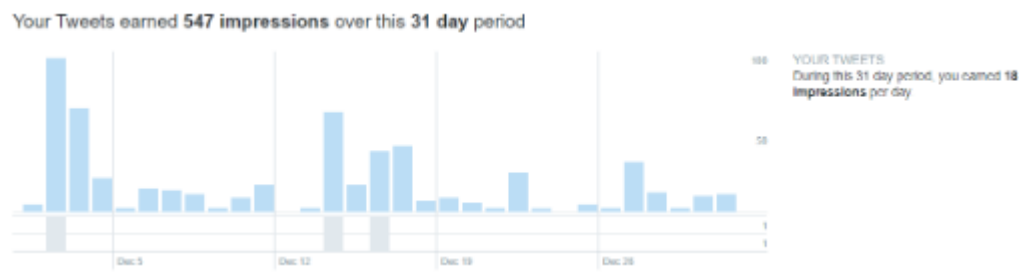 Your Tweets earned 547 impressions over this 31 day period
100
YOUR TWEETS
During this 31 day period, you earned 18
impressions per day
50
1
1
Dec 5
Dec 12
Dec 19
Dec 26